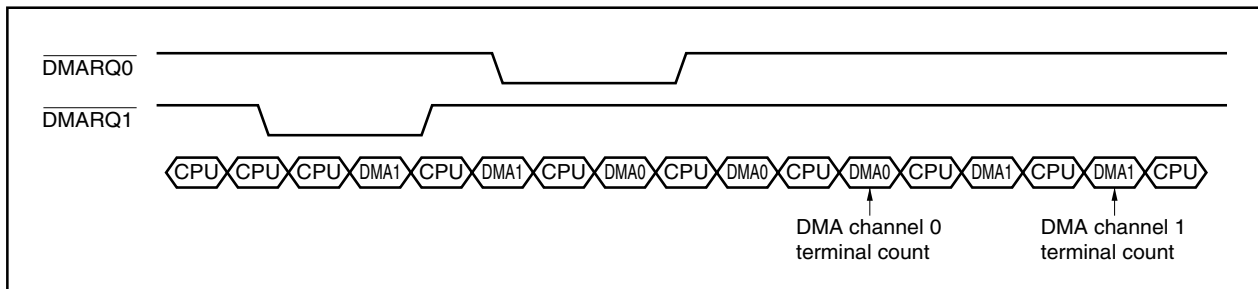 DMARQ0
DMARQ1
CPU CPU CPU DMA1 CPU DMA1 CPU DMA0 CPU DMA0 CPU DMA0 CPU DMA1 CPU DMA1 CPU
DMA channel 0
terminal count
DMA channel 1
terminal count